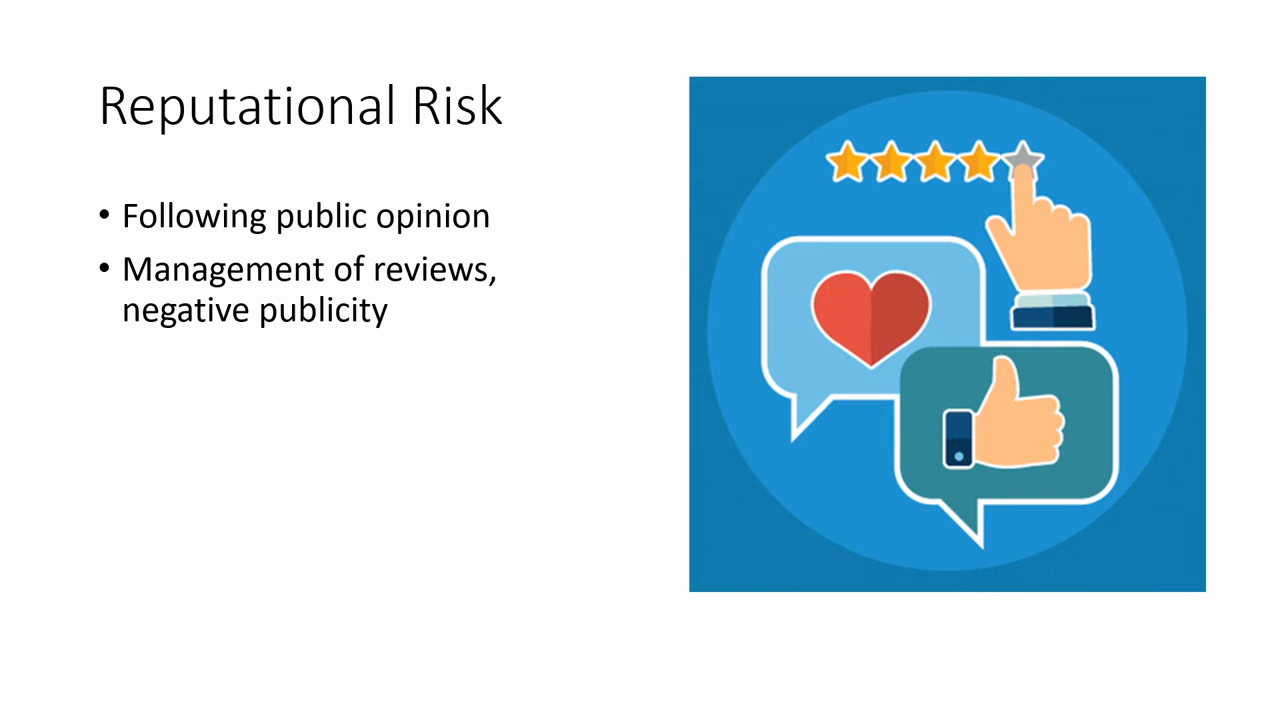 Reputational Risk
• Following public opinion
• Management of reviews,
negative publicity